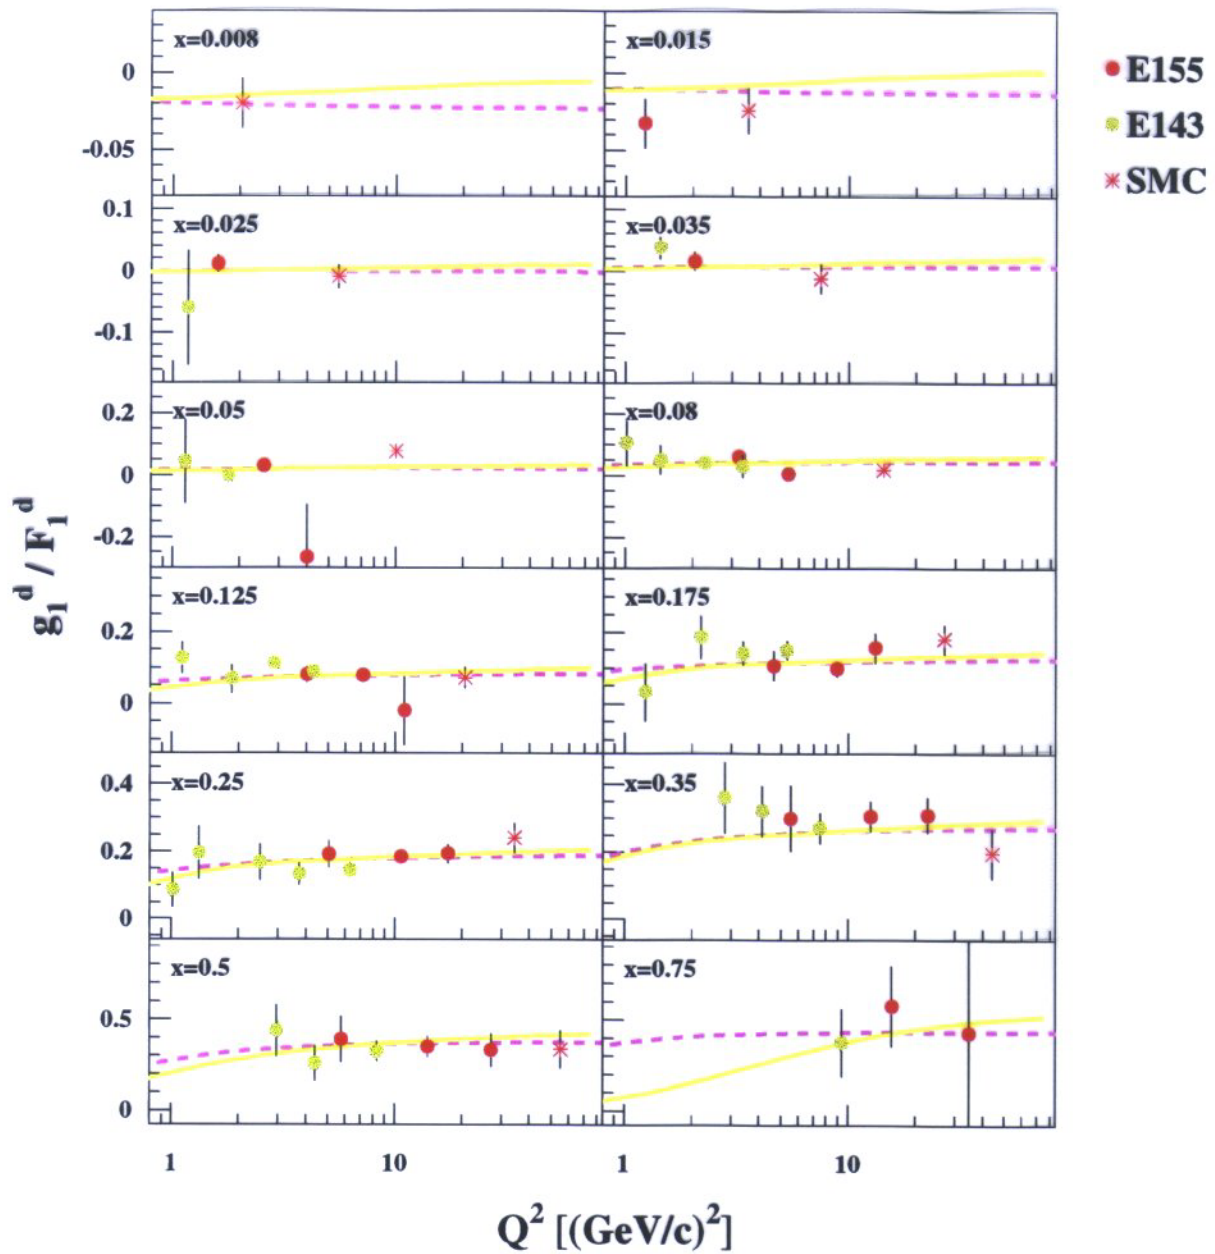 x=0.008
x=0.015
E155
E143
SMC
0
-0.05
x=0.025
x=0.035
0.1
0
-0.1
x=0.05
x=0.08
0.2
0
-0.2
x=0.125
x=0.175
0.2
0
x=0.25
x=0.35
0.4
0.2
0
x=0.5
x=0.75
0.5
0
1
10
1
10
g₁ᵈ / F₁ᵈ
Q² [(GeV/c)²]